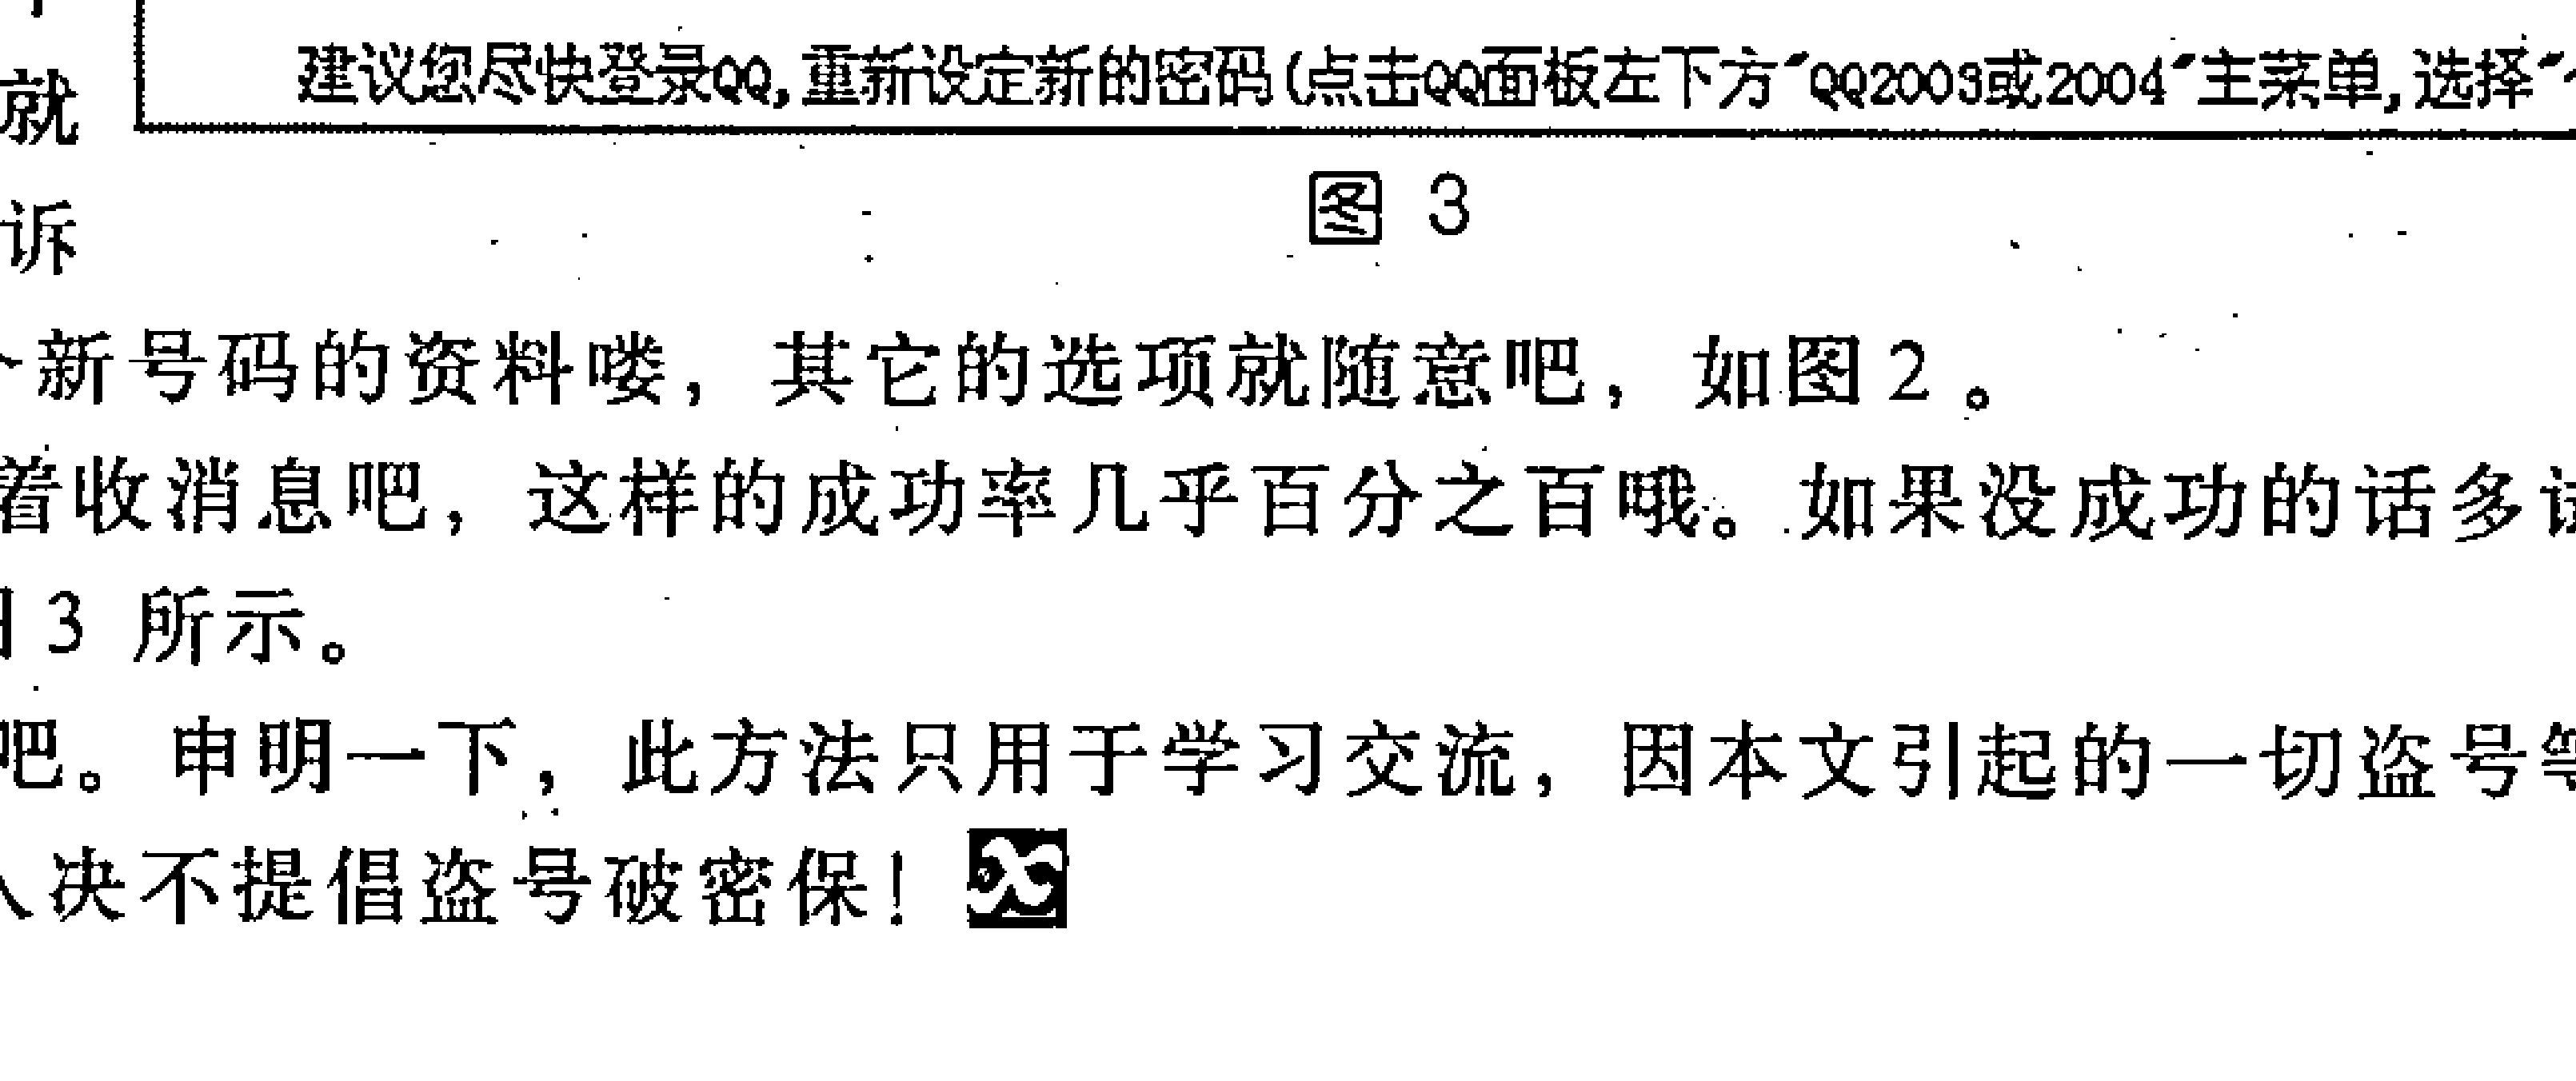 建议您尽快登录QQ,重新设定新的密码(点击QQ面板左下方"QQ2003或2004"主菜单,选择"
就
图 3
诉
新号码的资料喽，其它的选项就随意吧，如图2。
着收消息吧，这样的成功率几乎百分之百哦。如果没成功的话多
3 所示。
吧。申明一下，此方法只用于学习交流，因本文引起的一切盗号
决不提倡盗号破密保！